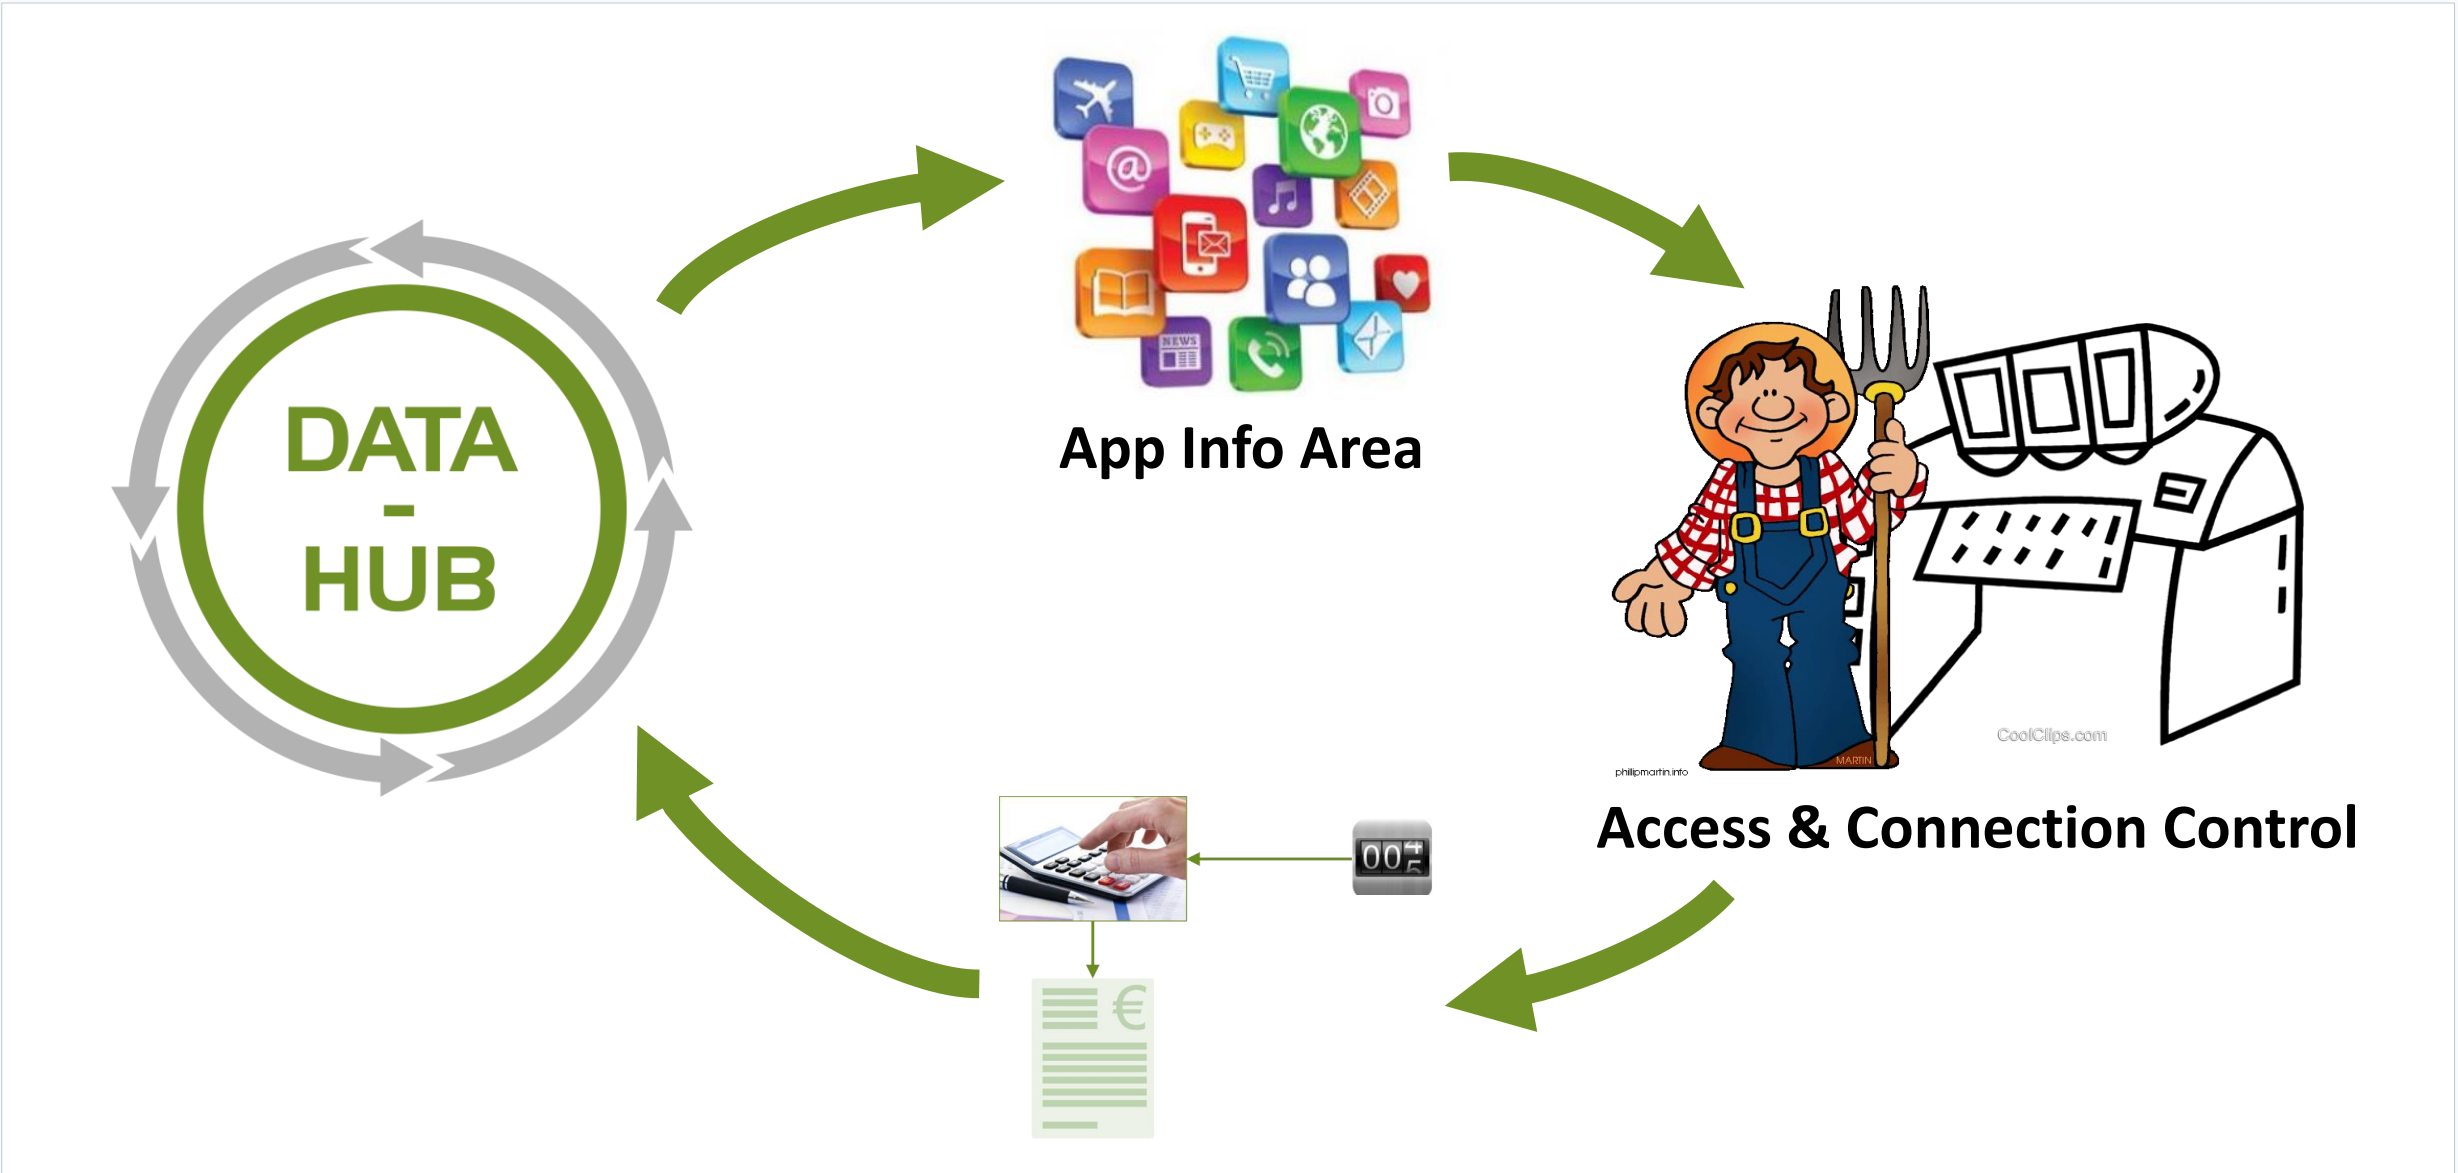 DATA
-
HUB
@
NEWS
App Info Area
CoolClips.com
MARTIN
phillipmartin.info
Access & Connection Control
00
€